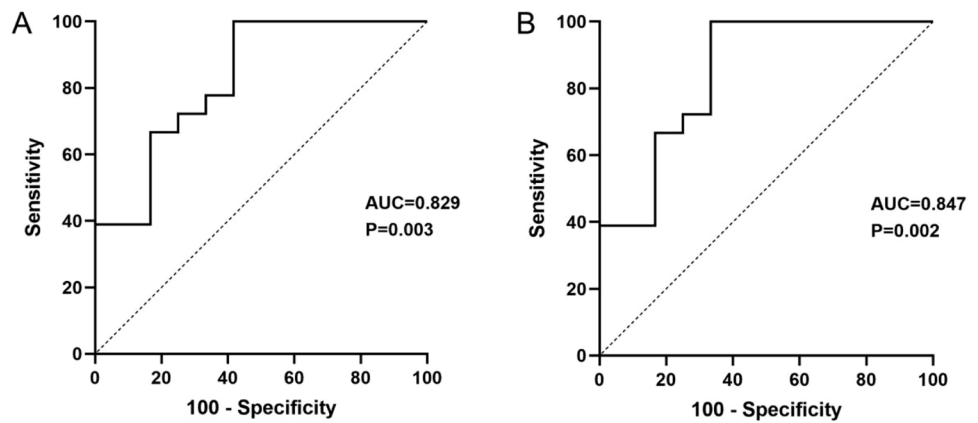 A
100
80
60
40
20
0
Sensitivity
AUC=0.829
P=0.003
0 20 40 60 80 100
100 - Specificity
B
100
80
60
40
20
0
Sensitivity
AUC=0.847
P=0.002
0 20 40 60 80 100
100 - Specificity